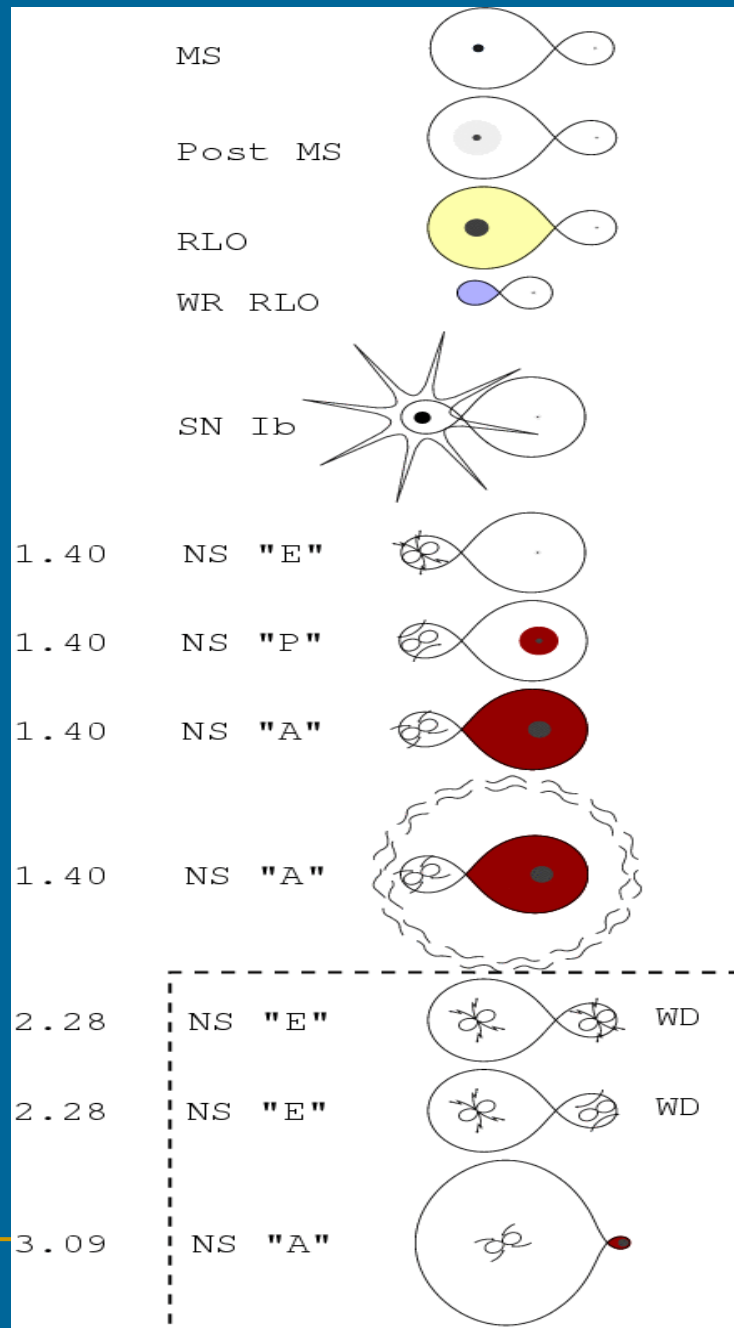 MS
Post MS
RLO
WR RLO
SN Ib
1.40 NS "E"
1.40 NS "P"
1.40 NS "A"
1.40 NS "A"
2.28 NS "E" WD
2.28 NS "E" WD
3.09 NS "A"